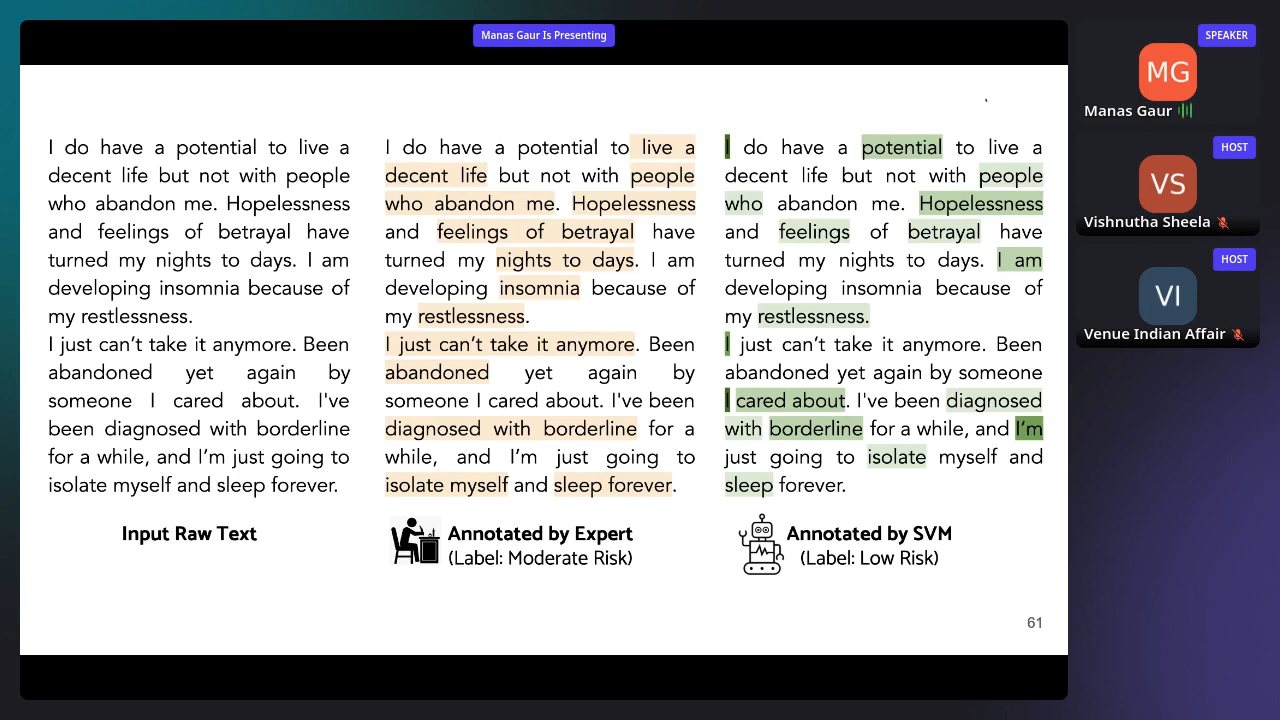 Manas Gaur Is Presenting
I do have a potential to live a
decent life but not with people
who abandon me. Hopelessness
and feelings of betrayal have
turned my nights to days. I am
developing insomnia because of
my restlessness.
I just can't take it anymore. Been
abandoned yet again by
someone I cared about. I've
been diagnosed with borderline
for a while, and I'm just going to
isolate myself and sleep forever.
Input Raw Text
I do have a potential to live a
decent life but not with people
who abandon me. Hopelessness
and feelings of betrayal have
turned my nights to days. I am
developing insomnia because of
my restlessness.
I just can't take it anymore. Been
abandoned yet again by
someone I cared about. I've been
diagnosed with borderline for a
while, and I'm just going to
isolate myself and sleep forever.
Annotated by Expert
(Label: Moderate Risk)
I do have a potential to live a
decent life but not with people
who abandon me. Hopelessness
and feelings of betrayal have
turned my nights to days. I am
developing insomnia because of
my restlessness.
I just can't take it anymore. Been
abandoned yet again by someone
I cared about. I've been diagnosed
with borderline for a while, and I'm
just going to isolate myself and
sleep forever.
Annotated by SVM
(Label: Low Risk)
61
SPEAKER
MG
Manas Gaur
HOST
VS
Vishnutha Sheela
HOST
VI
Venue Indian Affair